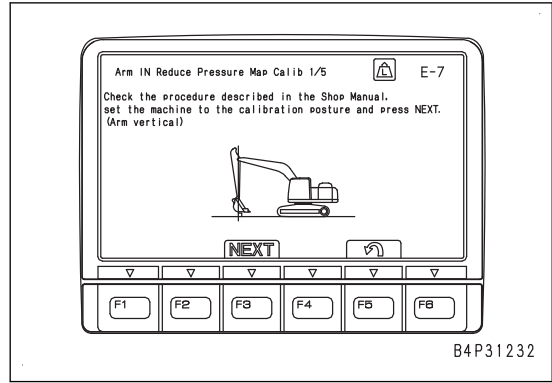 Arm IN Reduce Pressure Map Calib 1/5 L E-7
Check the procedure described in the Shop Manual,
set the machine to the calibration posture and press NEXT.
(Arm vertical)
NEXT
F1 F2 F3 F4 F5 F6
B4P31232